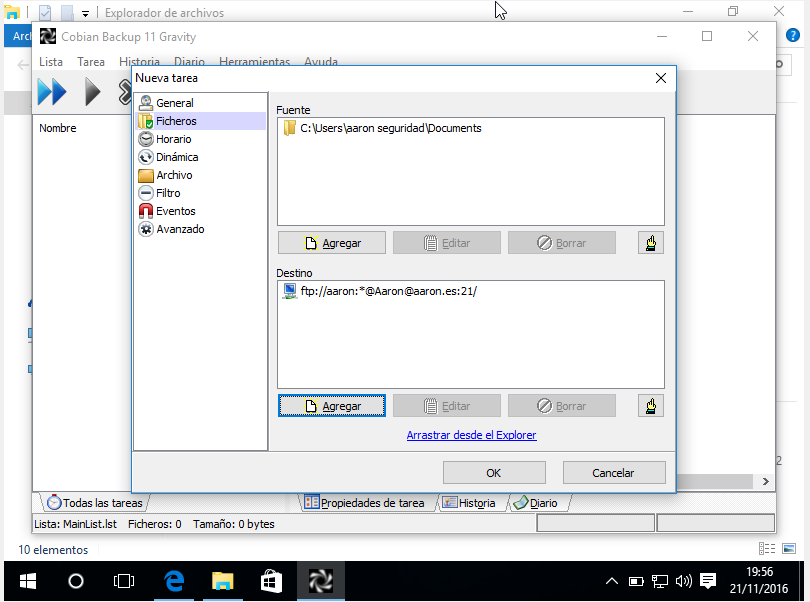 Explorador de archivos
Arc
Cobian Backup 11 Gravity
Lista Tarea Historia Diario Herramientas Ayuda
Nueva tarea
Nombre
General
Ficheros
Horario
Dinámica
Archivo
Filtro
Eventos
Avanzado
Fuente
C:\Users\aaron seguridad\Documents
Agregar Editar Borrar
Destino
ftp://aaron:*@Aaron@aaron.es:21/
Agregar Editar Borrar
Arrastrar desde el Explorer
2
OK Cancelar
Todas las tareas Propiedades de tarea Historia Diario
Lista: MainList.lst Ficheros: 0 Tamaño: 0 bytes
10 elementos
19:56
21/11/2016